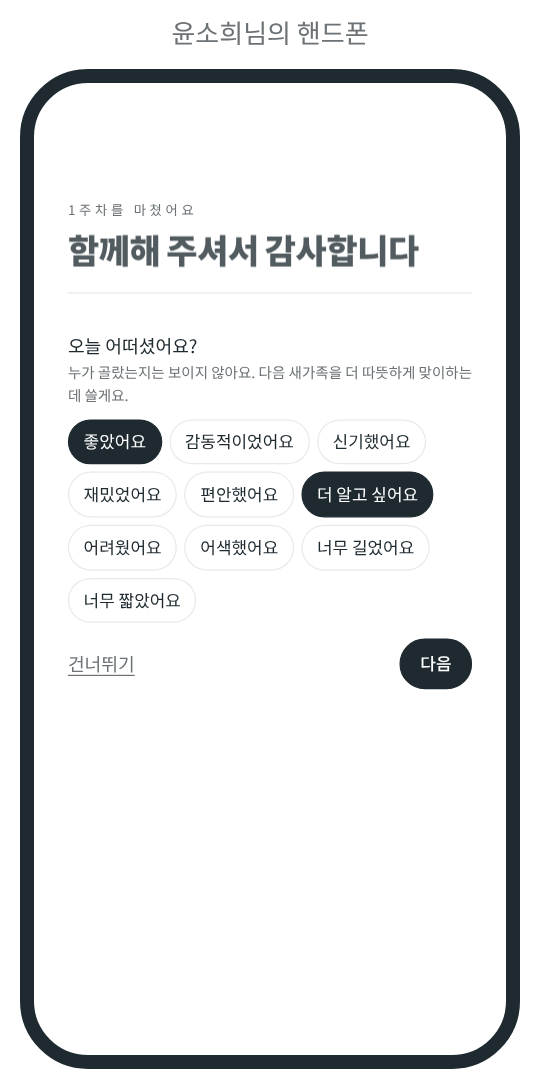 윤소희님의 핸드폰
1주차를 마쳤어요
함께해 주셔서 감사합니다
오늘 어떠셨어요?
누가 골랐는지는 보이지 않아요. 다음 새가족을 더 따뜻하게 맞이하는
데 쓸게요.
좋았어요 감동적이었어요 신기했어요
재밌었어요 편안했어요 더 알고 싶어요
어려웠어요 어색했어요 너무 길었어요
너무 짧았어요
건너뛰기 다음